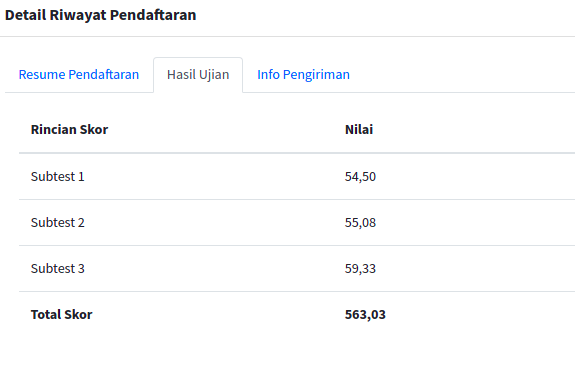 Detail Riwayat Pendaftaran
Resume Pendaftaran Hasil Ujian Info Pengiriman
Rincian Skor Nilai
Subtest 1 54,50
Subtest 2 55,08
Subtest 3 59,33
Total Skor 563,03